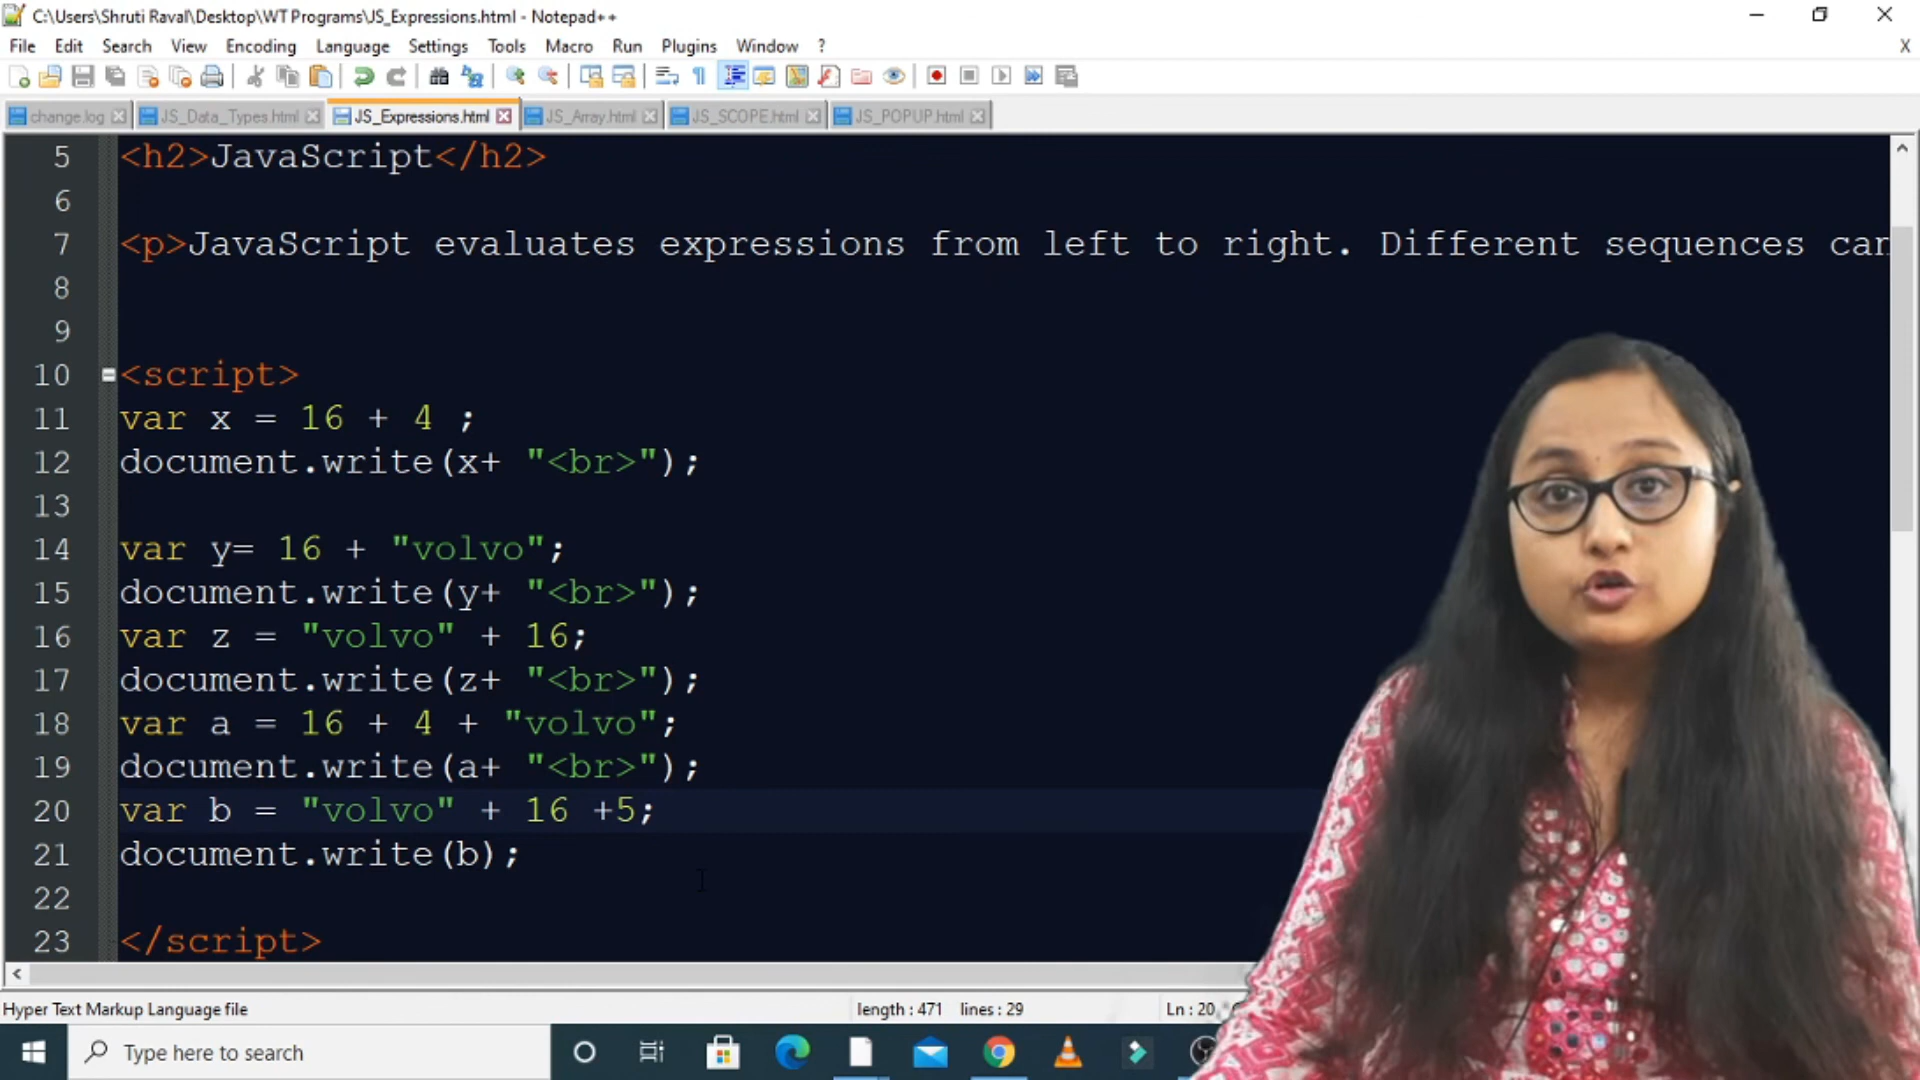 C:\Users\Shruti Raval\Desktop\WT Programs\JS_Expressions.html - Notepad++
File Edit Search View Encoding Language Settings Tools Macro Run Plugins Window ? X
change.log JS_Data_Types.html JS_Expressions.html JS_Array.html JS_SCOPE.html JS_POPUP.html
5 <h2>JavaScript</h2>
6
7 <p>JavaScript evaluates expressions from left to right. Different sequences can
8
9
10 <script>
11 var x = 16 + 4 ;
12 document.write(x+ "<br>");
13
14 var y= 16 + "volvo";
15 document.write(y+ "<br>");
16 var z = "volvo" + 16;
17 document.write(z+ "<br>");
18 var a = 16 + 4 + "volvo";
19 document.write(a+ "<br>");
20 var b = "volvo" + 16 +5;
21 document.write(b);
22
23 </script>
Hyper Text Markup Language file length : 471 lines : 29 Ln : 20
Type here to search